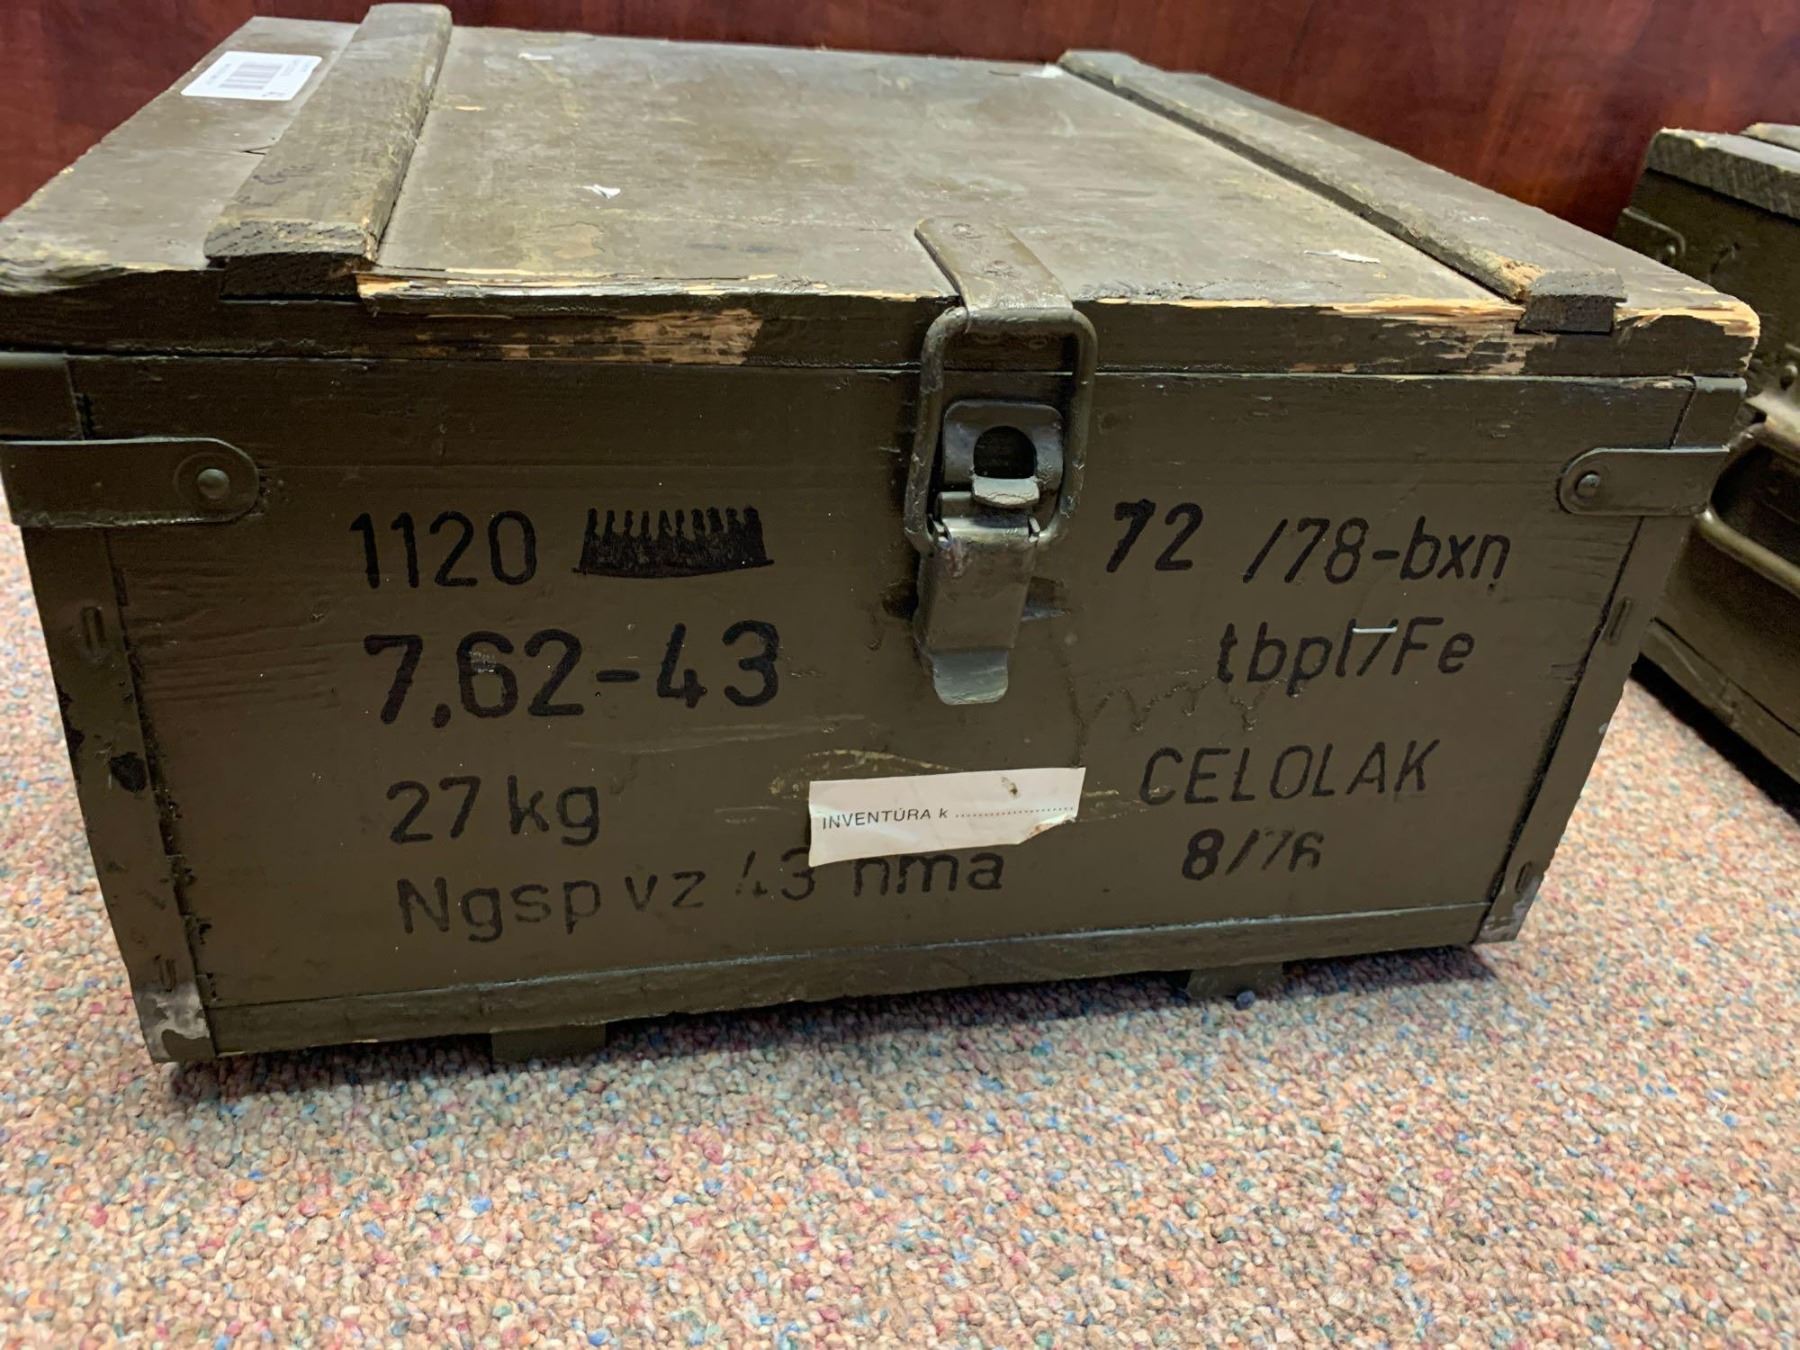 1120 72 /78-bxn
7,62-43 tbpl/Fe
27 kg CELOLAK
INVENTÚRA k ........................
Ngsp vz 43 nma 8/76